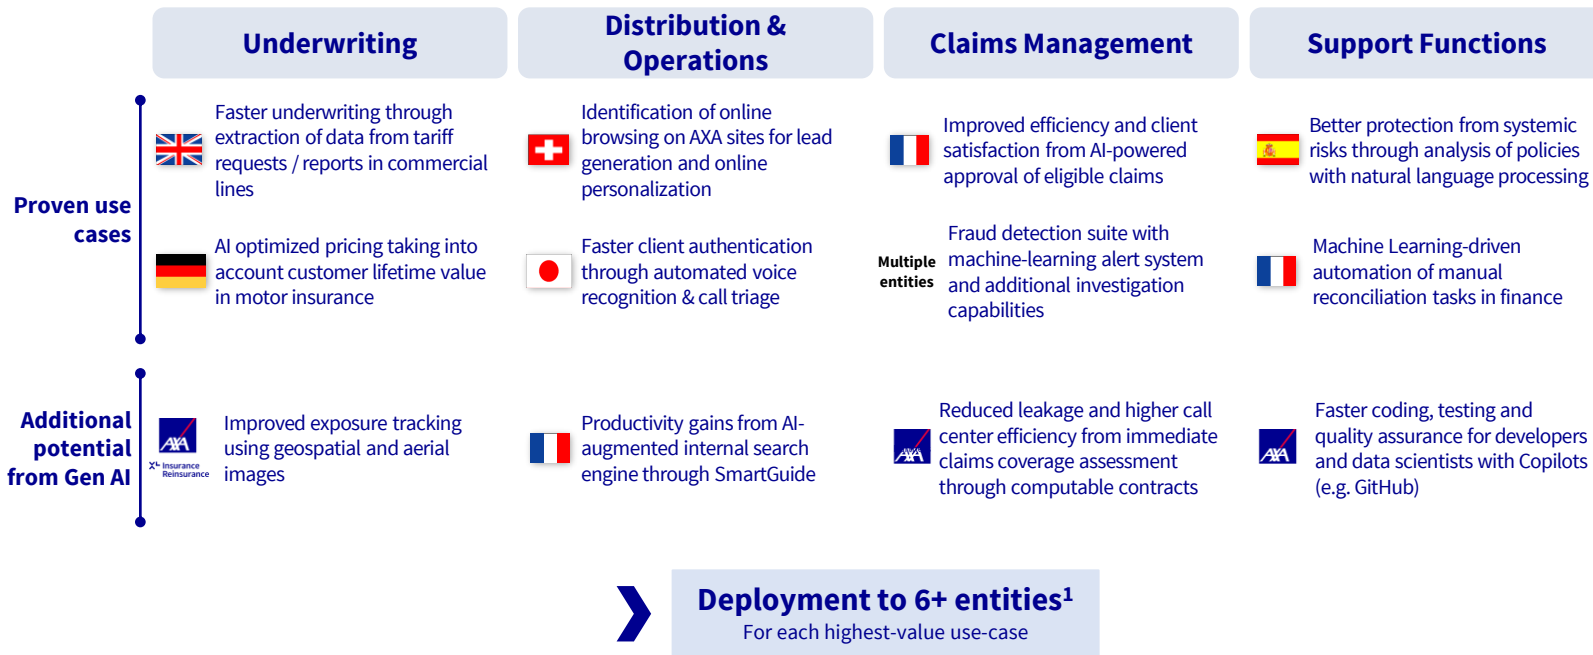 Underwriting
Distribution &
Operations
Claims Management
Support Functions
Proven use
cases
Faster underwriting through
extraction of data from tariff
requests / reports in commercial
lines
Identification of online
browsing on AXA sites for lead
generation and online
personalization
Improved efficiency and client
satisfaction from AI-powered
approval of eligible claims
Better protection from systemic
risks through analysis of policies
with natural language processing
AI optimized pricing taking into
account customer lifetime value
in motor insurance
Faster client authentication
through automated voice
recognition & call triage
Multiple
entities
Fraud detection suite with
machine-learning alert system
and additional investigation
capabilities
Machine Learning-driven
automation of manual
reconciliation tasks in finance
Additional
potential
from Gen AI
AXA
XL Insurance
Reinsurance
Improved exposure tracking
using geospatial and aerial
images
Productivity gains from AI-
augmented internal search
engine through SmartGuide
AXA
Reduced leakage and higher call
center efficiency from immediate
claims coverage assessment
through computable contracts
AXA
Faster coding, testing and
quality assurance for developers
and data scientists with Copilots
(e.g. GitHub)
Deployment to 6+ entities¹
For each highest-value use-case